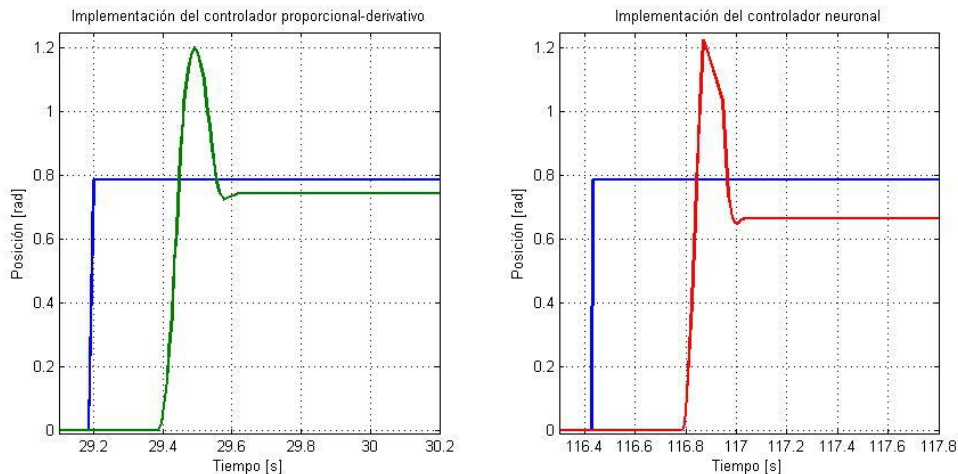 Implementación del controlador proporcional-derivativo
1.2
1
0.8
0.6
0.4
0.2
0
Posición [rad]
29.2 29.4 29.6 29.8 30 30.2
Tiempo [s]
Implementación del controlador neuronal
1.2
1
0.8
0.6
0.4
0.2
0
Posición [rad]
116.4 116.6 116.8 117 117.2 117.4 117.6 117.8
Tiempo [s]